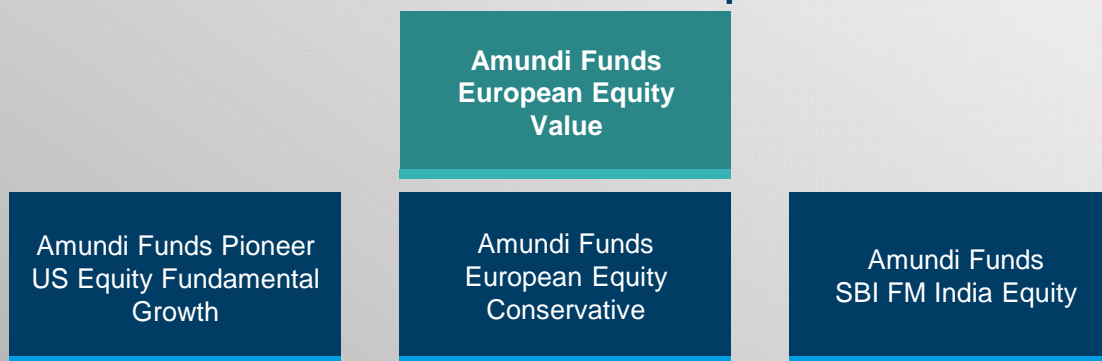 Amundi Funds
European Equity
Value
Amundi Funds Pioneer
US Equity Fundamental
Growth
Amundi Funds
European Equity
Conservative
Amundi Funds
SBI FM India Equity